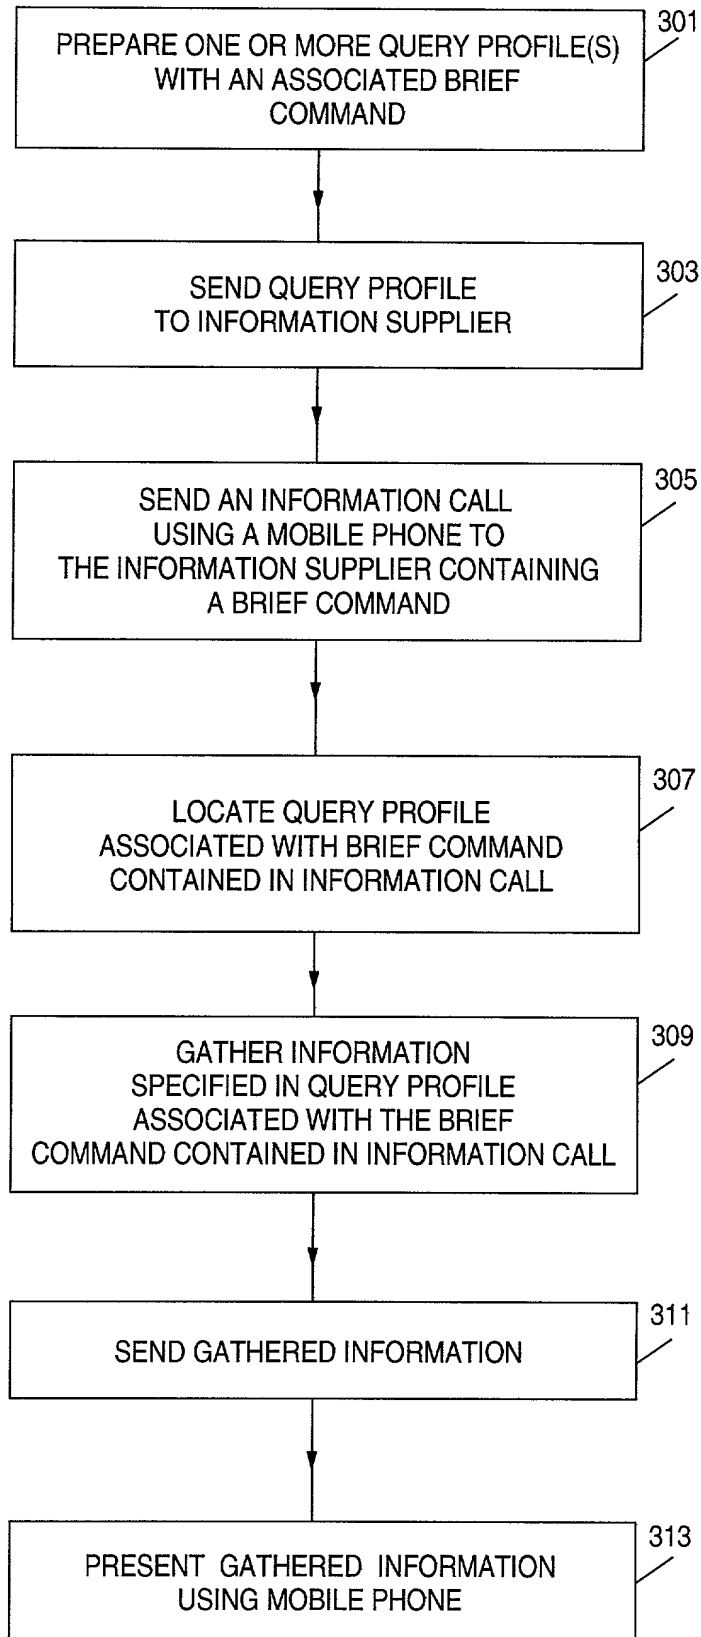 301
PREPARE ONE OR MORE QUERY PROFILE(S)
WITH AN ASSOCIATED BRIEF
COMMAND
303
SEND QUERY PROFILE
TO INFORMATION SUPPLIER
305
SEND AN INFORMATION CALL
USING A MOBILE PHONE TO
THE INFORMATION SUPPLIER CONTAINING
A BRIEF COMMAND
307
LOCATE QUERY PROFILE
ASSOCIATED WITH BRIEF COMMAND
CONTAINED IN INFORMATION CALL
309
GATHER INFORMATION
SPECIFIED IN QUERY PROFILE
ASSOCIATED WITH THE BRIEF
COMMAND CONTAINED IN INFORMATION CALL
311
SEND GATHERED INFORMATION
313
PRESENT GATHERED INFORMATION
USING MOBILE PHONE